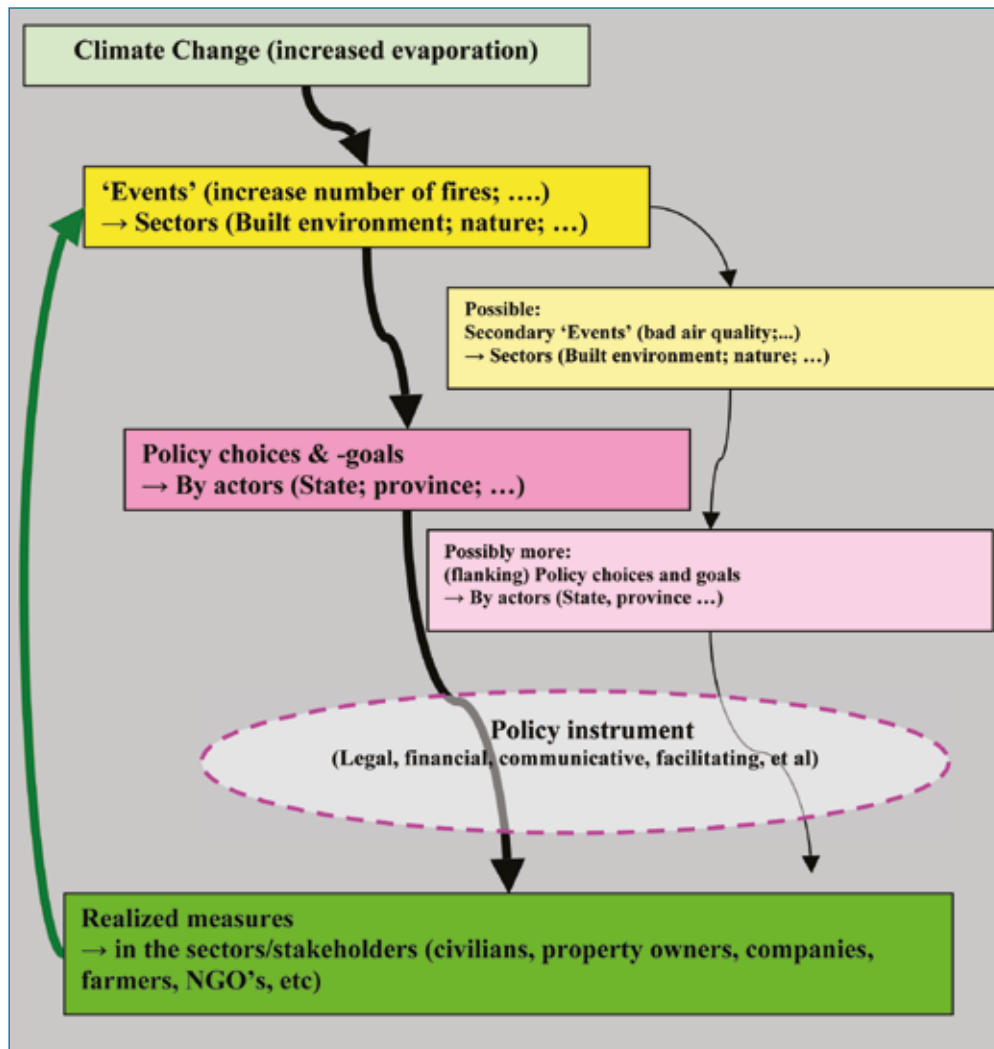 Climate Change (increased evaporation)
‘Events’ (increase number of fires; ….)
→ Sectors (Built environment; nature; …)
Possible:
Secondary ‘Events’ (bad air quality;...)
→ Sectors (Built environment; nature; …)
Policy choices & -goals
→ By actors (State; province; …)
Possibly more:
(flanking) Policy choices and goals
→ By actors (State, province …)
Policy instrument
(Legal, financial, communicative, facilitating, et al)
Realized measures
→ in the sectors/stakeholders (civilians, property owners, companies,
farmers, NGO’s, etc)